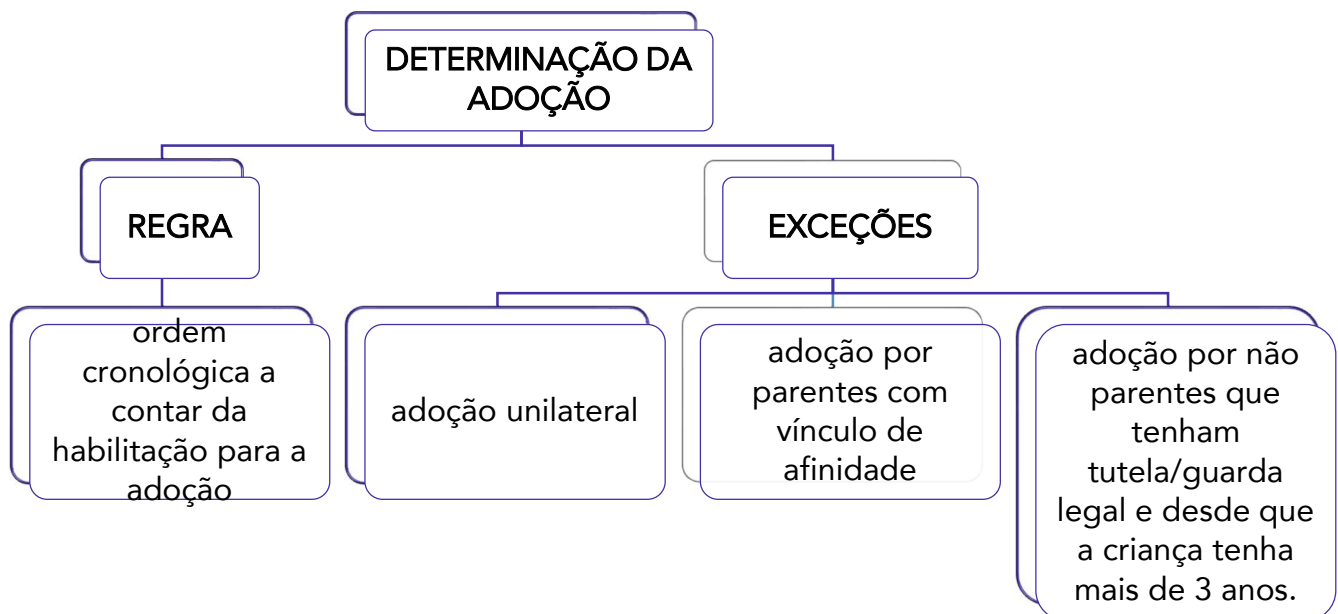 DETERMINAÇÃO DA
ADOÇÃO
REGRA
EXCEÇÕES
ordem
cronológica a
contar da
habilitação para a
adoção
adoção unilateral
adoção por
parentes com
vínculo de
afinidade
adoção por não
parentes que
tenham
tutela/guarda
legal e desde que
a criança tenha
mais de 3 anos.